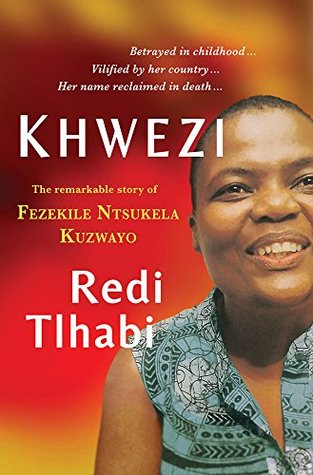 Betrayed in childhood…
Vilified by her country…
Her name reclaimed in death…
KHWEZI
The remarkable story of
FEZEKILE NTSUKELA
KUZWAYO
Redi
Tlhabi